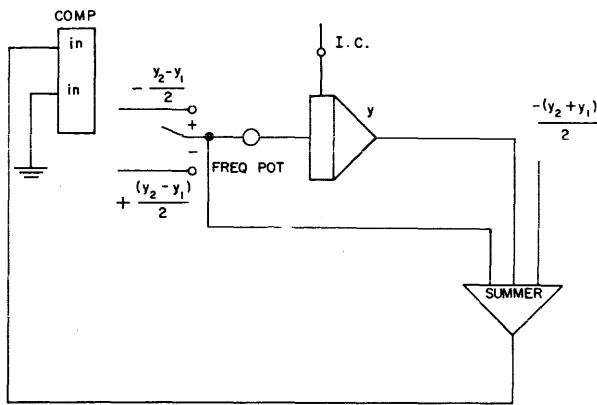 COMP
in
in
I.C.
- (y₂ - y₁)/2
+
-
+ (y₂ - y₁)/2
FREQ POT
y
-(y₂ + y₁)/2
SUMMER